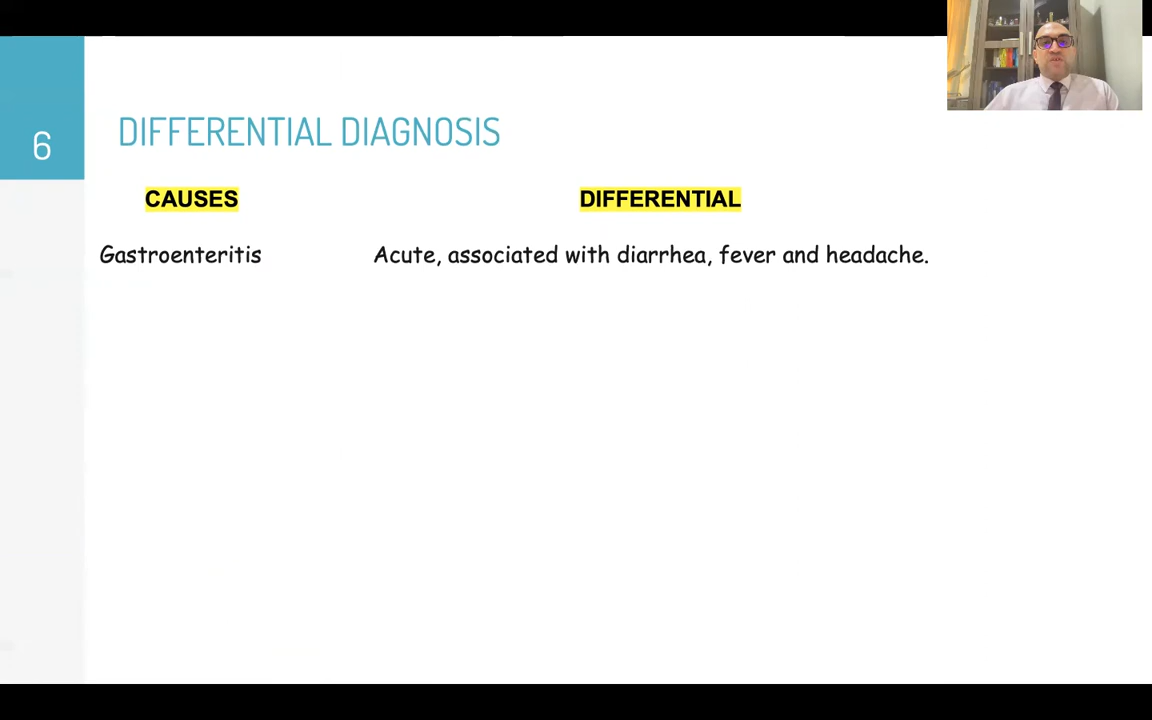 6
DIFFERENTIAL DIAGNOSIS
CAUSES DIFFERENTIAL
Gastroenteritis Acute, associated with diarrhea, fever and headache.